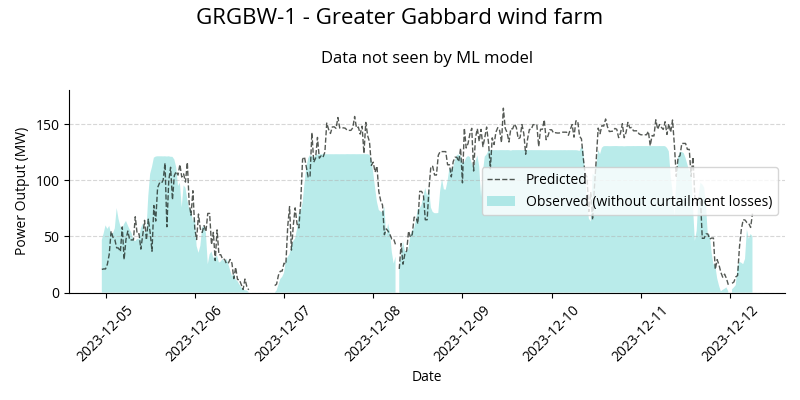 GRGBW-1 - Greater Gabbard wind farm
Data not seen by ML model
Power Output (MW)
150
100
50
0
Predicted
Observed (without curtailment losses)
2023-12-05
2023-12-06
2023-12-07
2023-12-08
2023-12-09
2023-12-10
2023-12-11
2023-12-12
Date